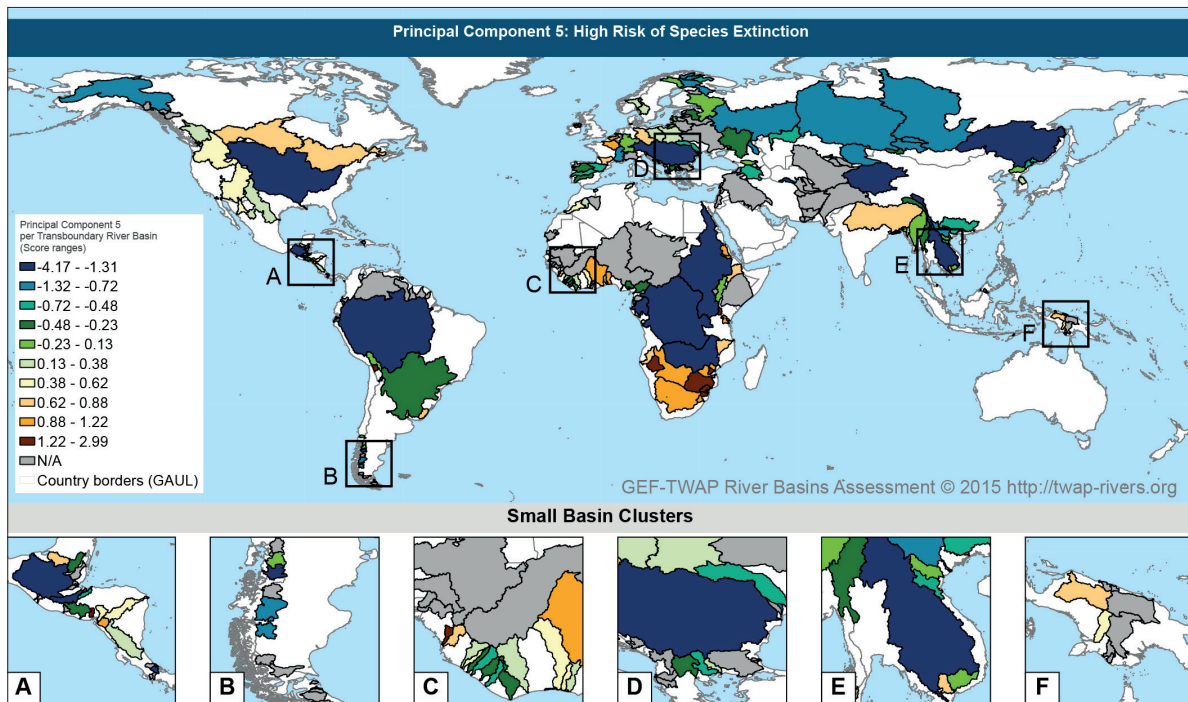 Principal Component 5: High Risk of Species Extinction
Principal Component 5
per Transboundary River Basin
(Score ranges)
-4.17 - -1.31
-1.32 - -0.72
-0.72 - -0.48
-0.48 - -0.23
-0.23 - 0.13
0.13 - 0.38
0.38 - 0.62
0.62 - 0.88
0.88 - 1.22
1.22 - 2.99
N/A
Country borders (GAUL)
A
B
C
D
E
F
GEF-TWAP River Basins Assessment © 2015 http://twap-rivers.org
Small Basin Clusters
A
B
C
D
E
F